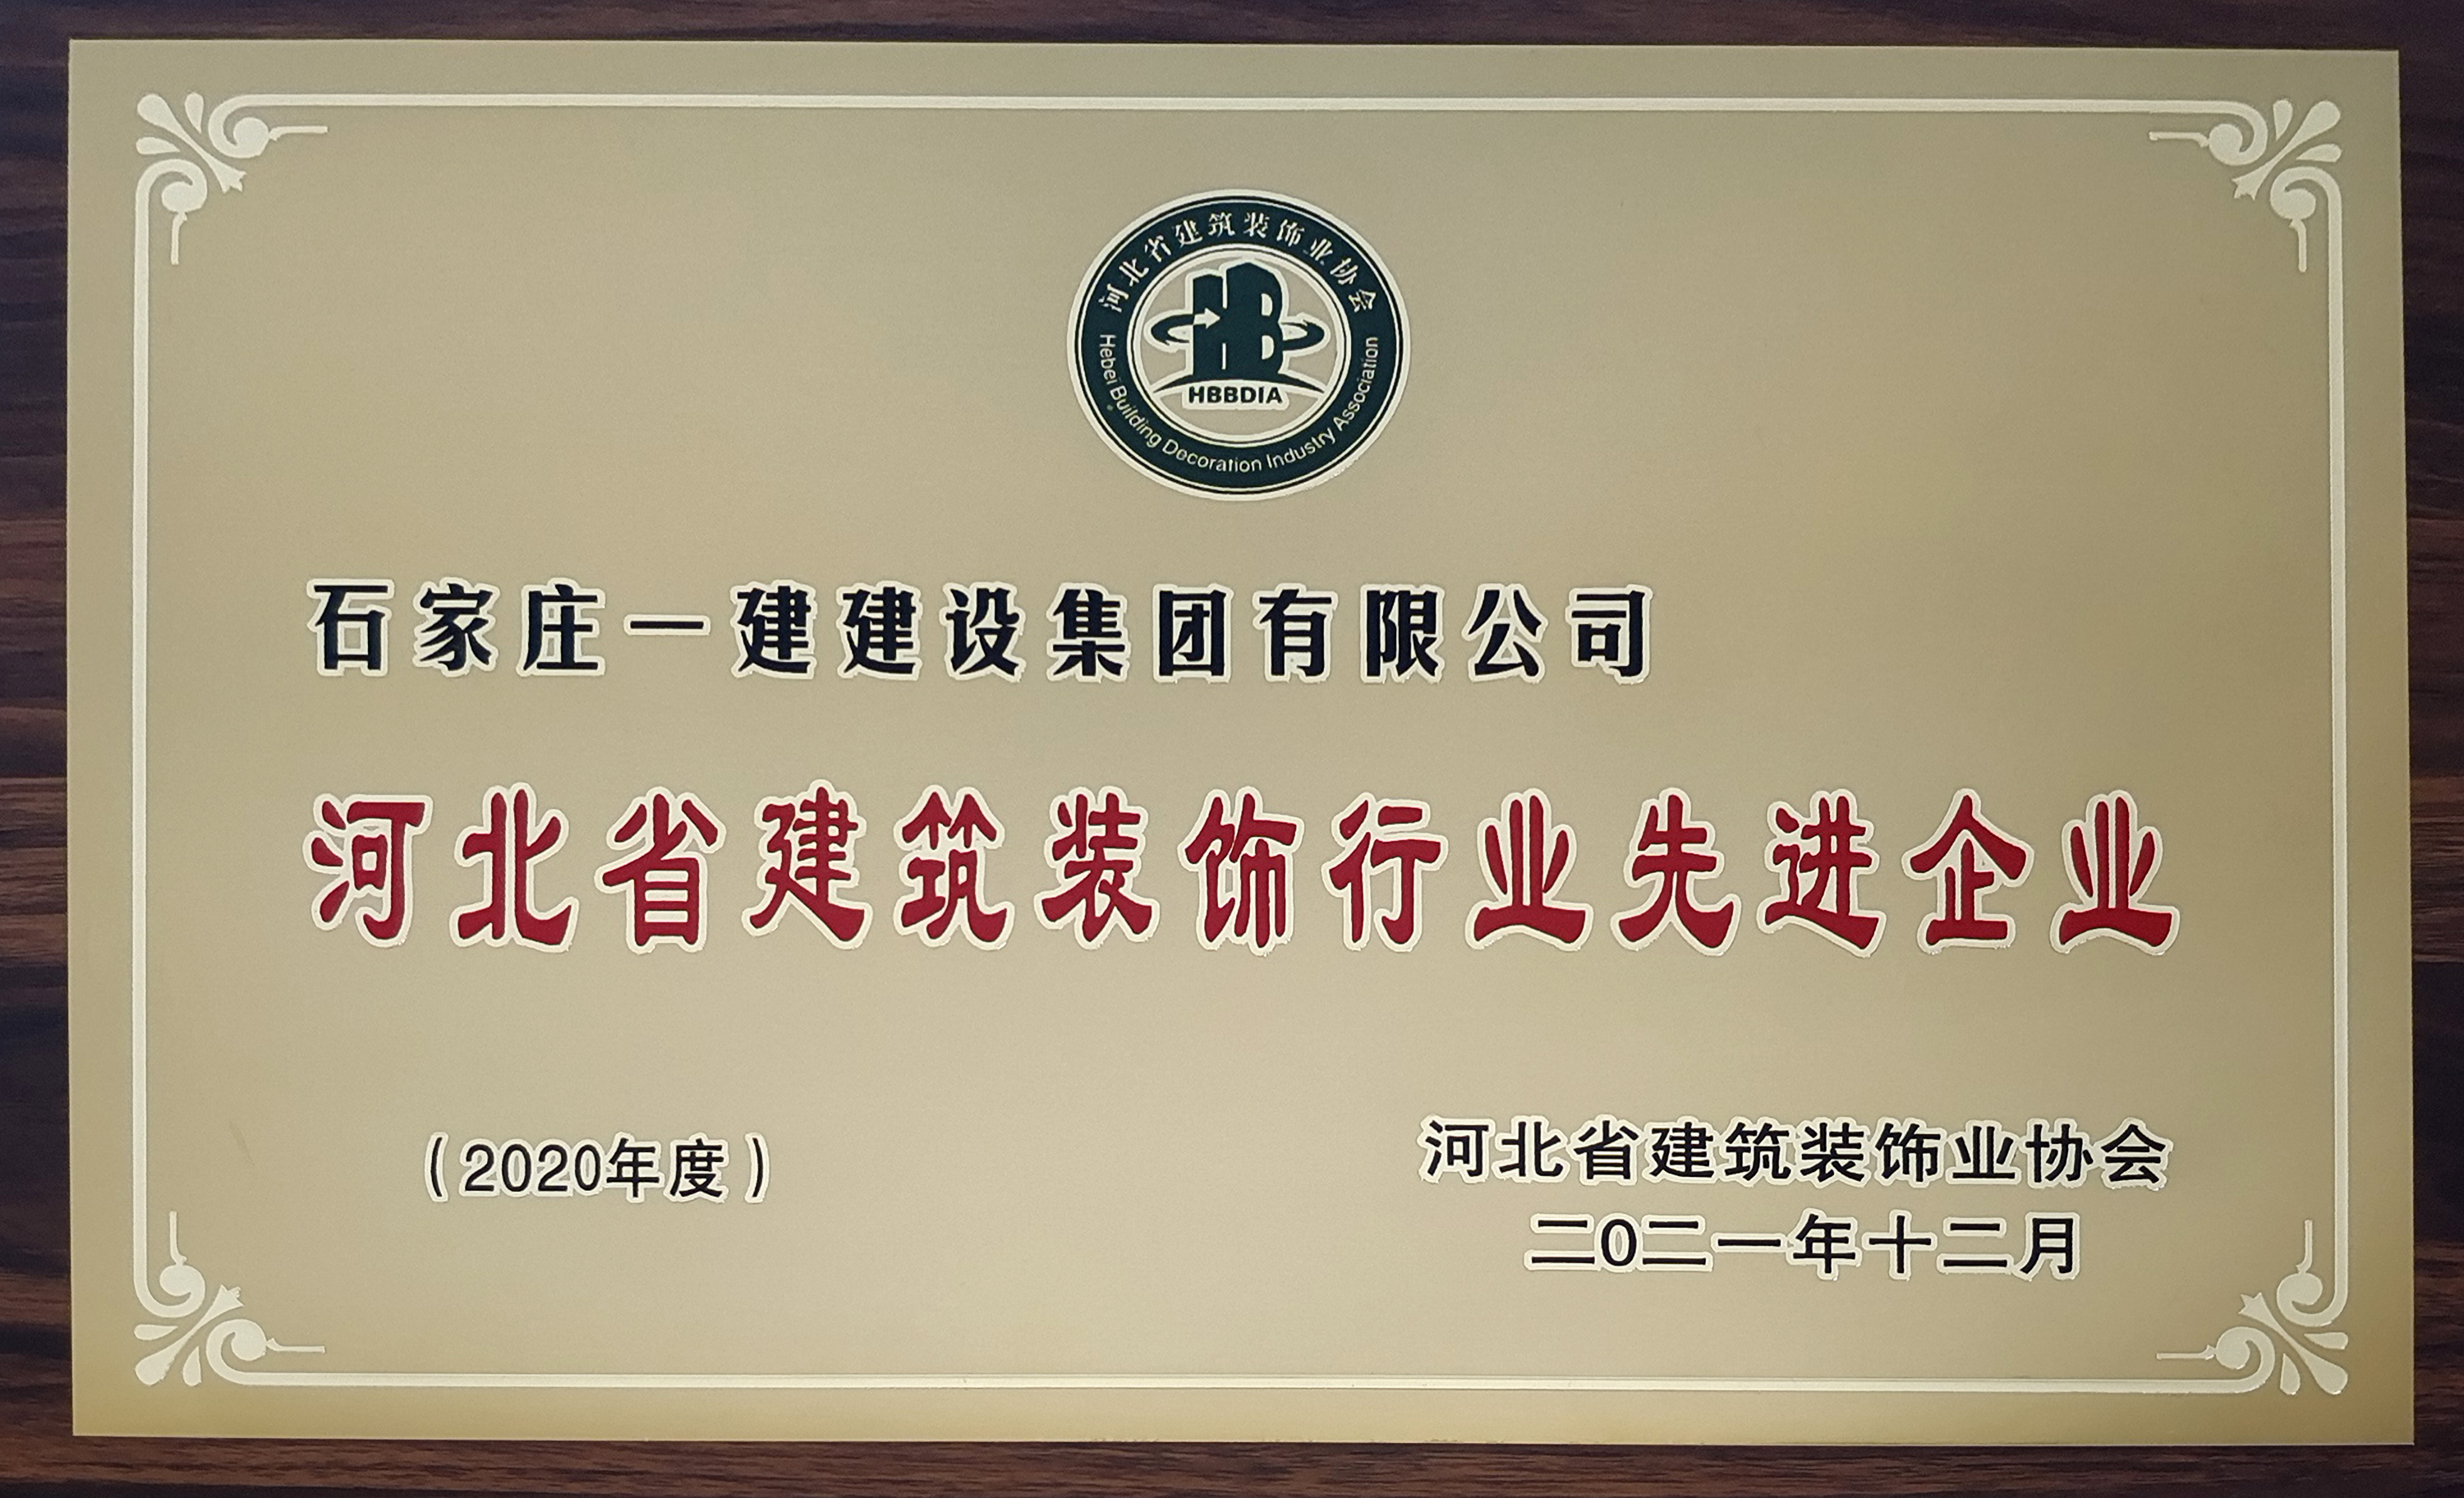 河北省建筑装饰业协会
HBBDIA
Hebei Building Decoration Industry Association
石家庄一建建设集团有限公司
河北省建筑装饰行业先进企业
（2020年度）
河北省建筑装饰业协会
二0二一年十二月